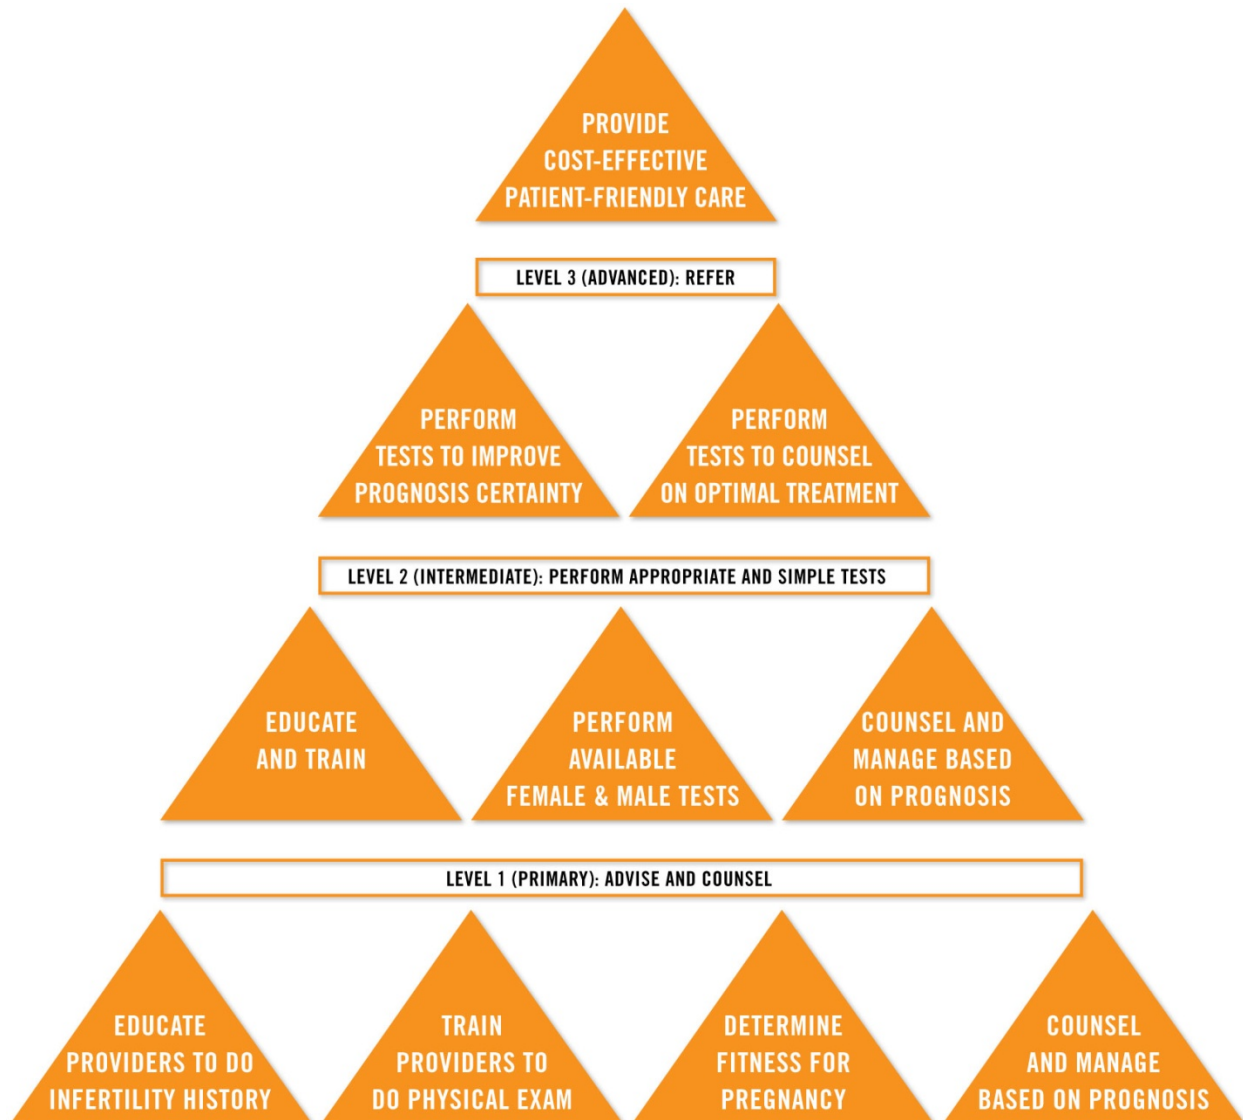 PROVIDE
COST-EFFECTIVE
PATIENT-FRIENDLY CARE
LEVEL 3 (ADVANCED): REFER
PERFORM
TESTS TO IMPROVE
PROGNOSIS CERTAINTY
PERFORM
TESTS TO COUNSEL
ON OPTIMAL TREATMENT
LEVEL 2 (INTERMEDIATE): PERFORM APPROPRIATE AND SIMPLE TESTS
EDUCATE
AND TRAIN
PERFORM
AVAILABLE
FEMALE & MALE TESTS
COUNSEL AND
MANAGE BASED
ON PROGNOSIS
LEVEL 1 (PRIMARY): ADVISE AND COUNSEL
EDUCATE
PROVIDERS TO DO
INFERTILITY HISTORY
TRAIN
PROVIDERS TO
DO PHYSICAL EXAM
DETERMINE
FITNESS FOR
PREGNANCY
COUNSEL
AND MANAGE
BASED ON PROGNOSIS